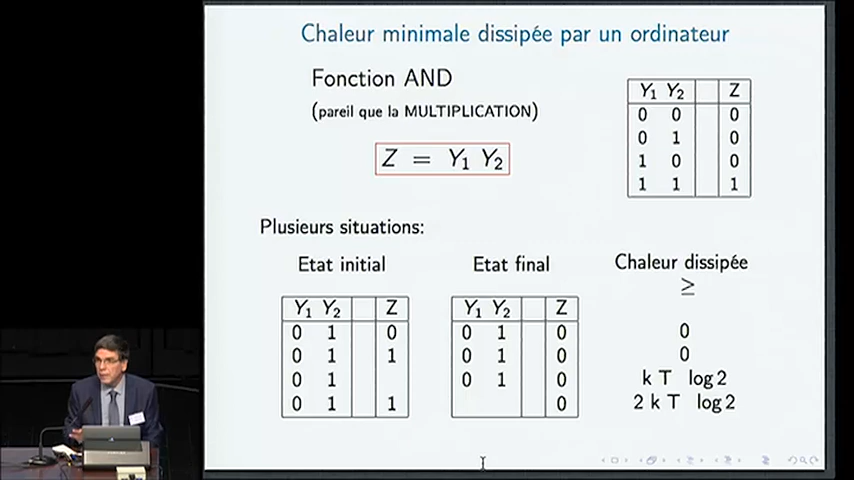 Chaleur minimale dissipée par un ordinateur
Fonction AND
(pareil que la MULTIPLICATION)
Z = Y1 Y2
Y1 Y2 Z
0 0 0
0 1 0
1 0 0
1 1 1
Plusieurs situations:
Etat initial
Y1 Y2 Z
0 1 0
0 1 1
0 1
0 1 1
Etat final
Y1 Y2 Z
0 1 0
0 1 0
0 1 0
0
Chaleur dissipée
≥
0
0
k T log 2
2 k T log 2